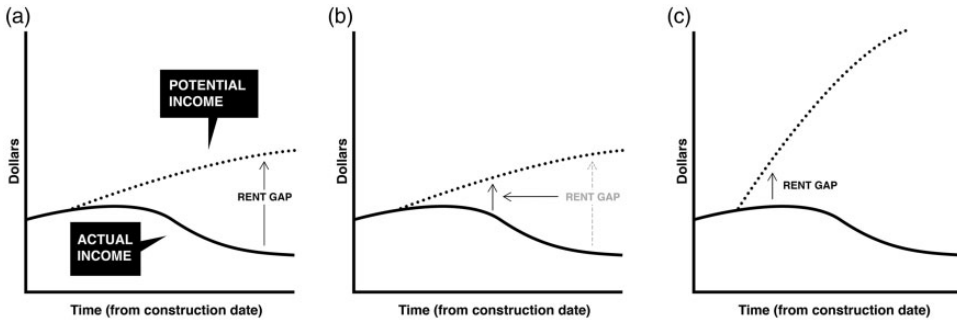 (a)
POTENTIAL
INCOME
Dollars
RENT GAP
ACTUAL
INCOME
Time (from construction date)
(b)
Dollars
RENT GAP
Time (from construction date)
(c)
Dollars
RENT GAP
Time (from construction date)